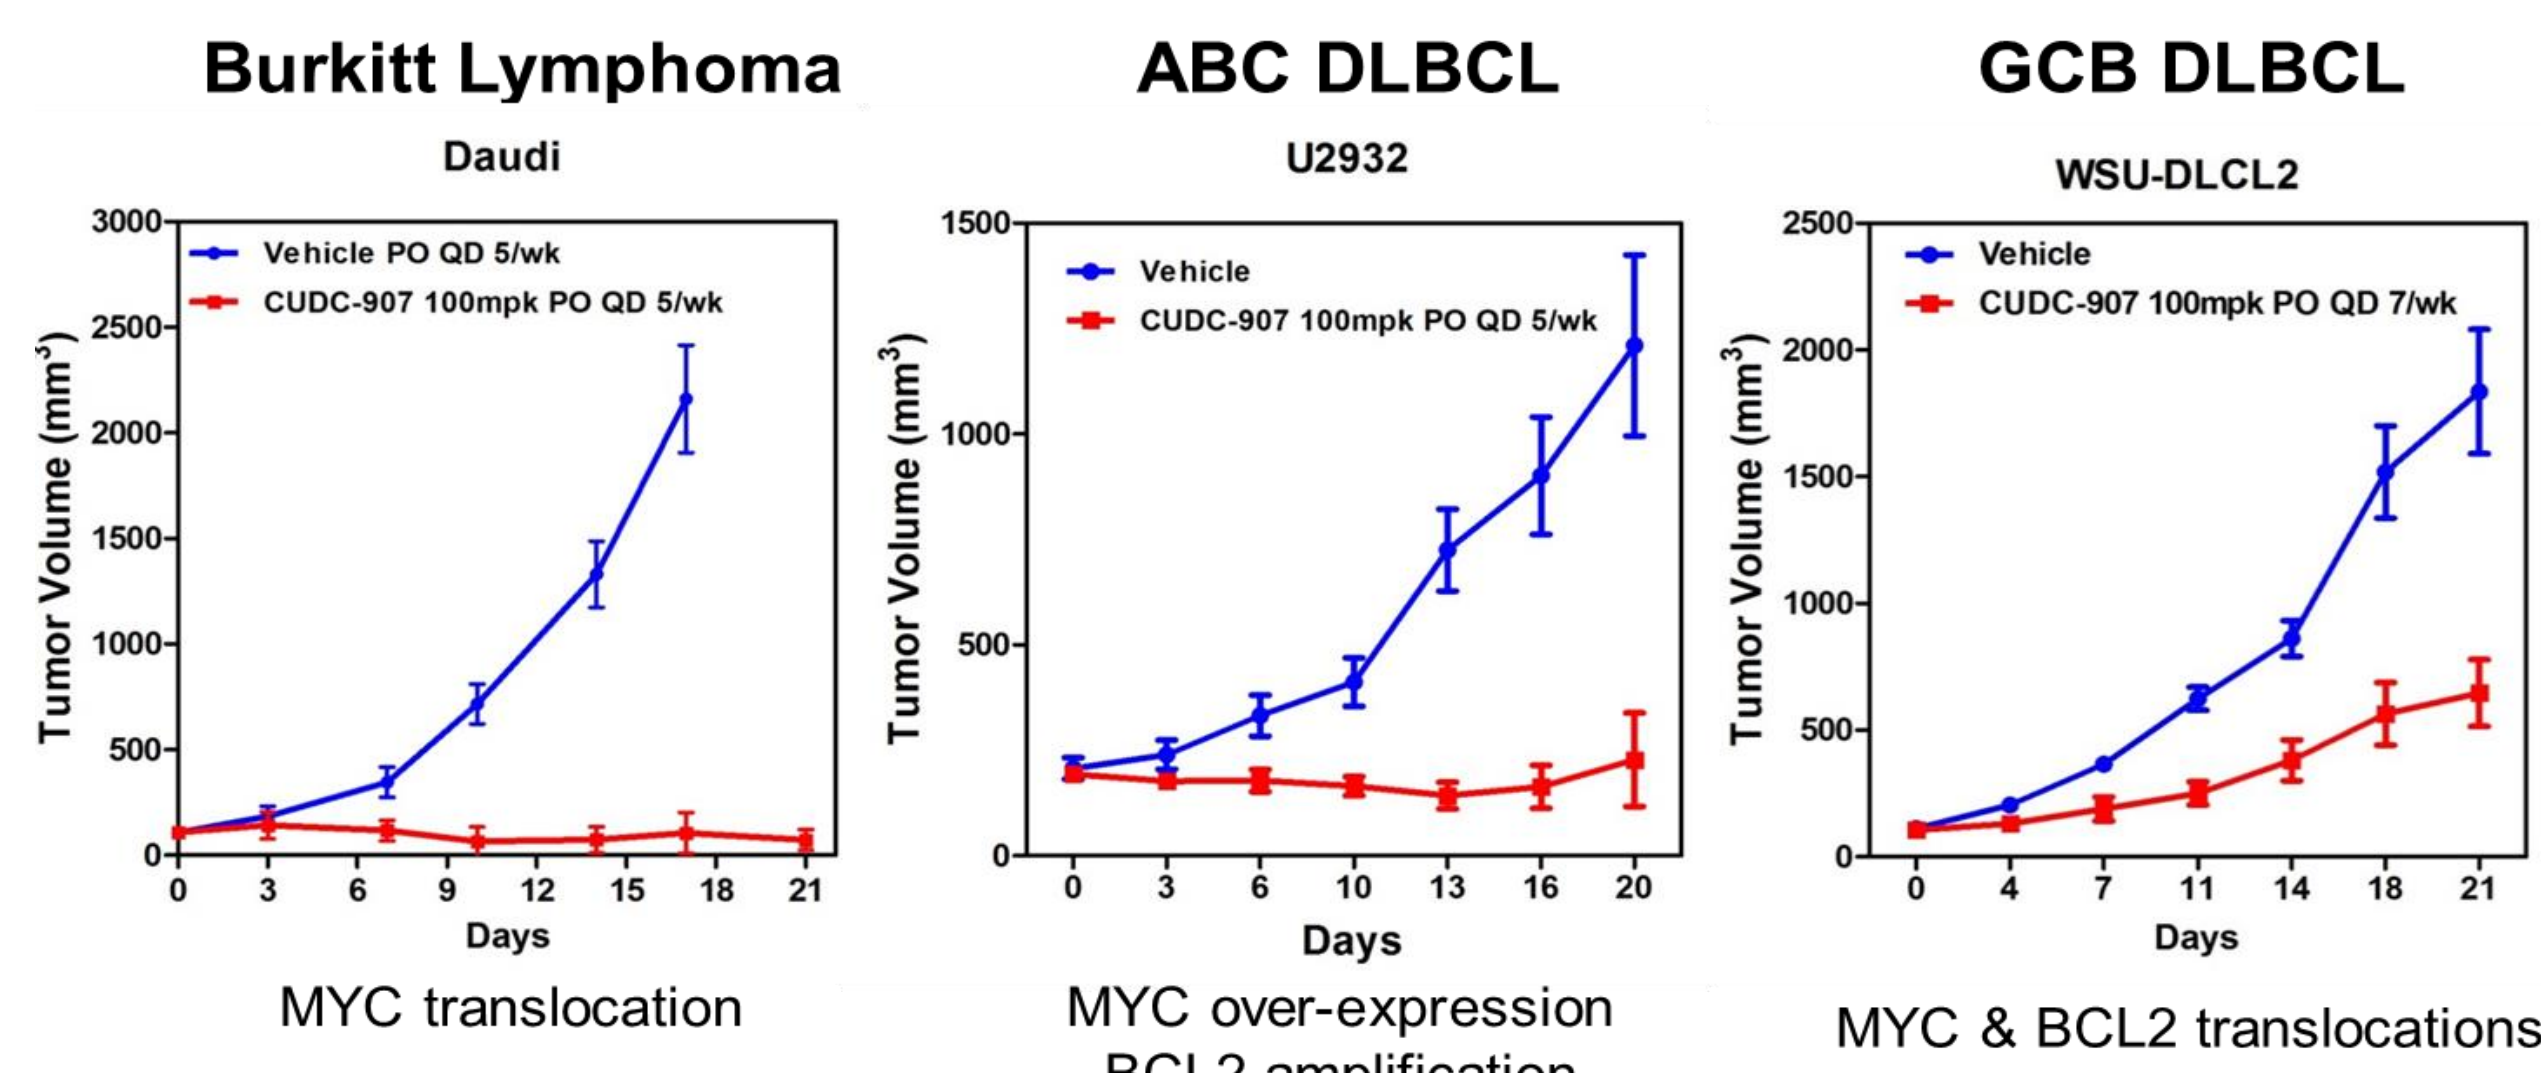 Burkitt Lymphoma
Daudi
Vehicle PO QD 5/wk
CUDC-907 100mpk PO QD 5/wk
Tumor Volume (mm³)
3000
2500
2000
1500
1000
500
0
0 3 6 9 12 15 18 21
Days
MYC translocation
ABC DLBCL
U2932
Vehicle
CUDC-907 100mpk PO QD 5/wk
Tumor Volume (mm³)
1500
1000
500
0
0 3 6 10 13 16 20
Days
MYC over-expression
BCL2 amplification
GCB DLBCL
WSU-DLCL2
Vehicle
CUDC-907 100mpk PO QD 7/wk
Tumor Volume (mm³)
2500
2000
1500
1000
500
0
0 4 7 11 14 18 21
Days
MYC & BCL2 translocations